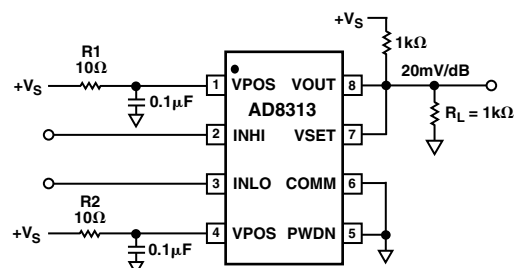 +VS
R1
10Ω
1kΩ
+VS
1 VPOS VOUT 8
20mV/dB
0.1µF
AD8313
RL = 1kΩ
2 INHI VSET 7
3 INLO COMM 6
R2
10Ω
+VS
4 VPOS PWDN 5
0.1µF